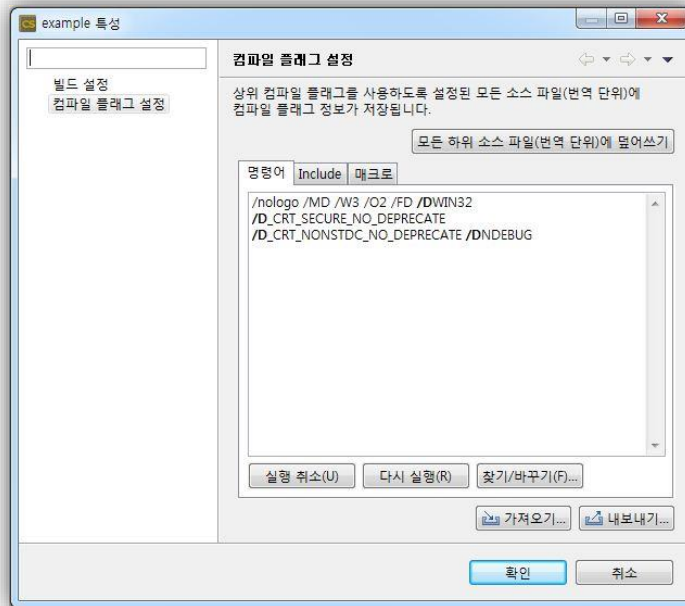 CS example 특성
빌드 설정
컴파일 플래그 설정
컴파일 플래그 설정
상위 컴파일 플래그를 사용하도록 설정된 모든 소스 파일(번역 단위)에
컴파일 플래그 정보가 저장됩니다.
모든 하위 소스 파일(번역 단위)에 덮어쓰기
명령어 Include 매크로
/nologo /MD /W3 /O2 /FD /DWIN32
/D_CRT_SECURE_NO_DEPRECATE
/D_CRT_NONSTDC_NO_DEPRECATE /DNDEBUG
실행 취소(U) 다시 실행(R) 찾기/바꾸기(F)...
가져오기... 내보내기...
확인 취소